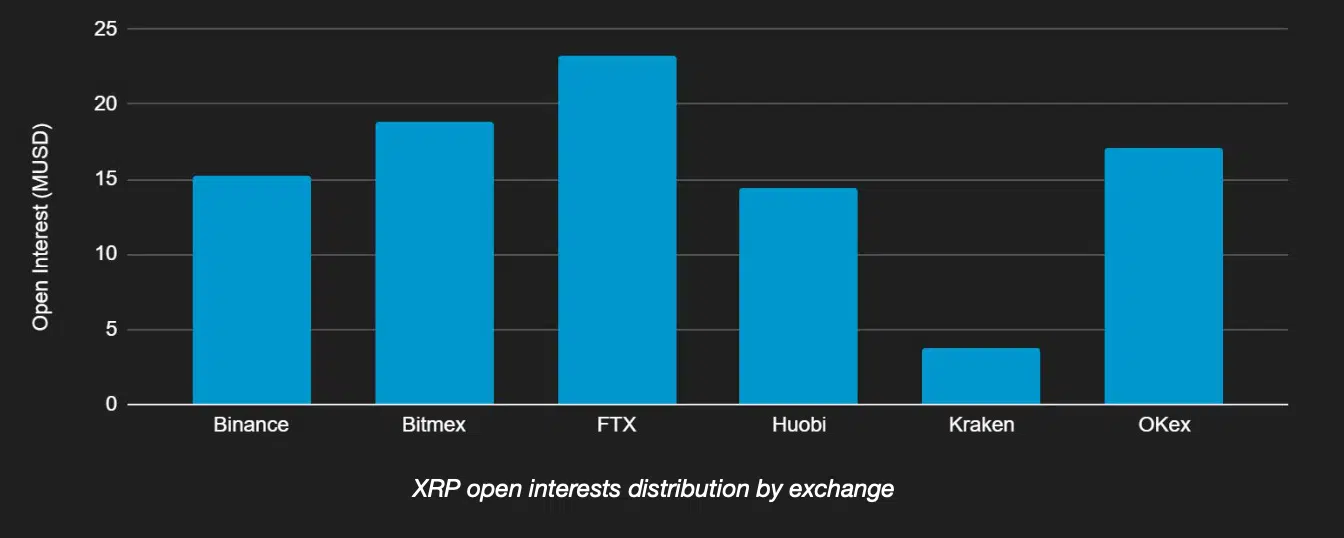 25
20
15
10
5
0
Open Interest (MUSD)
Binance Bitmex FTX Huobi Kraken OKex
XRP open interests distribution by exchange